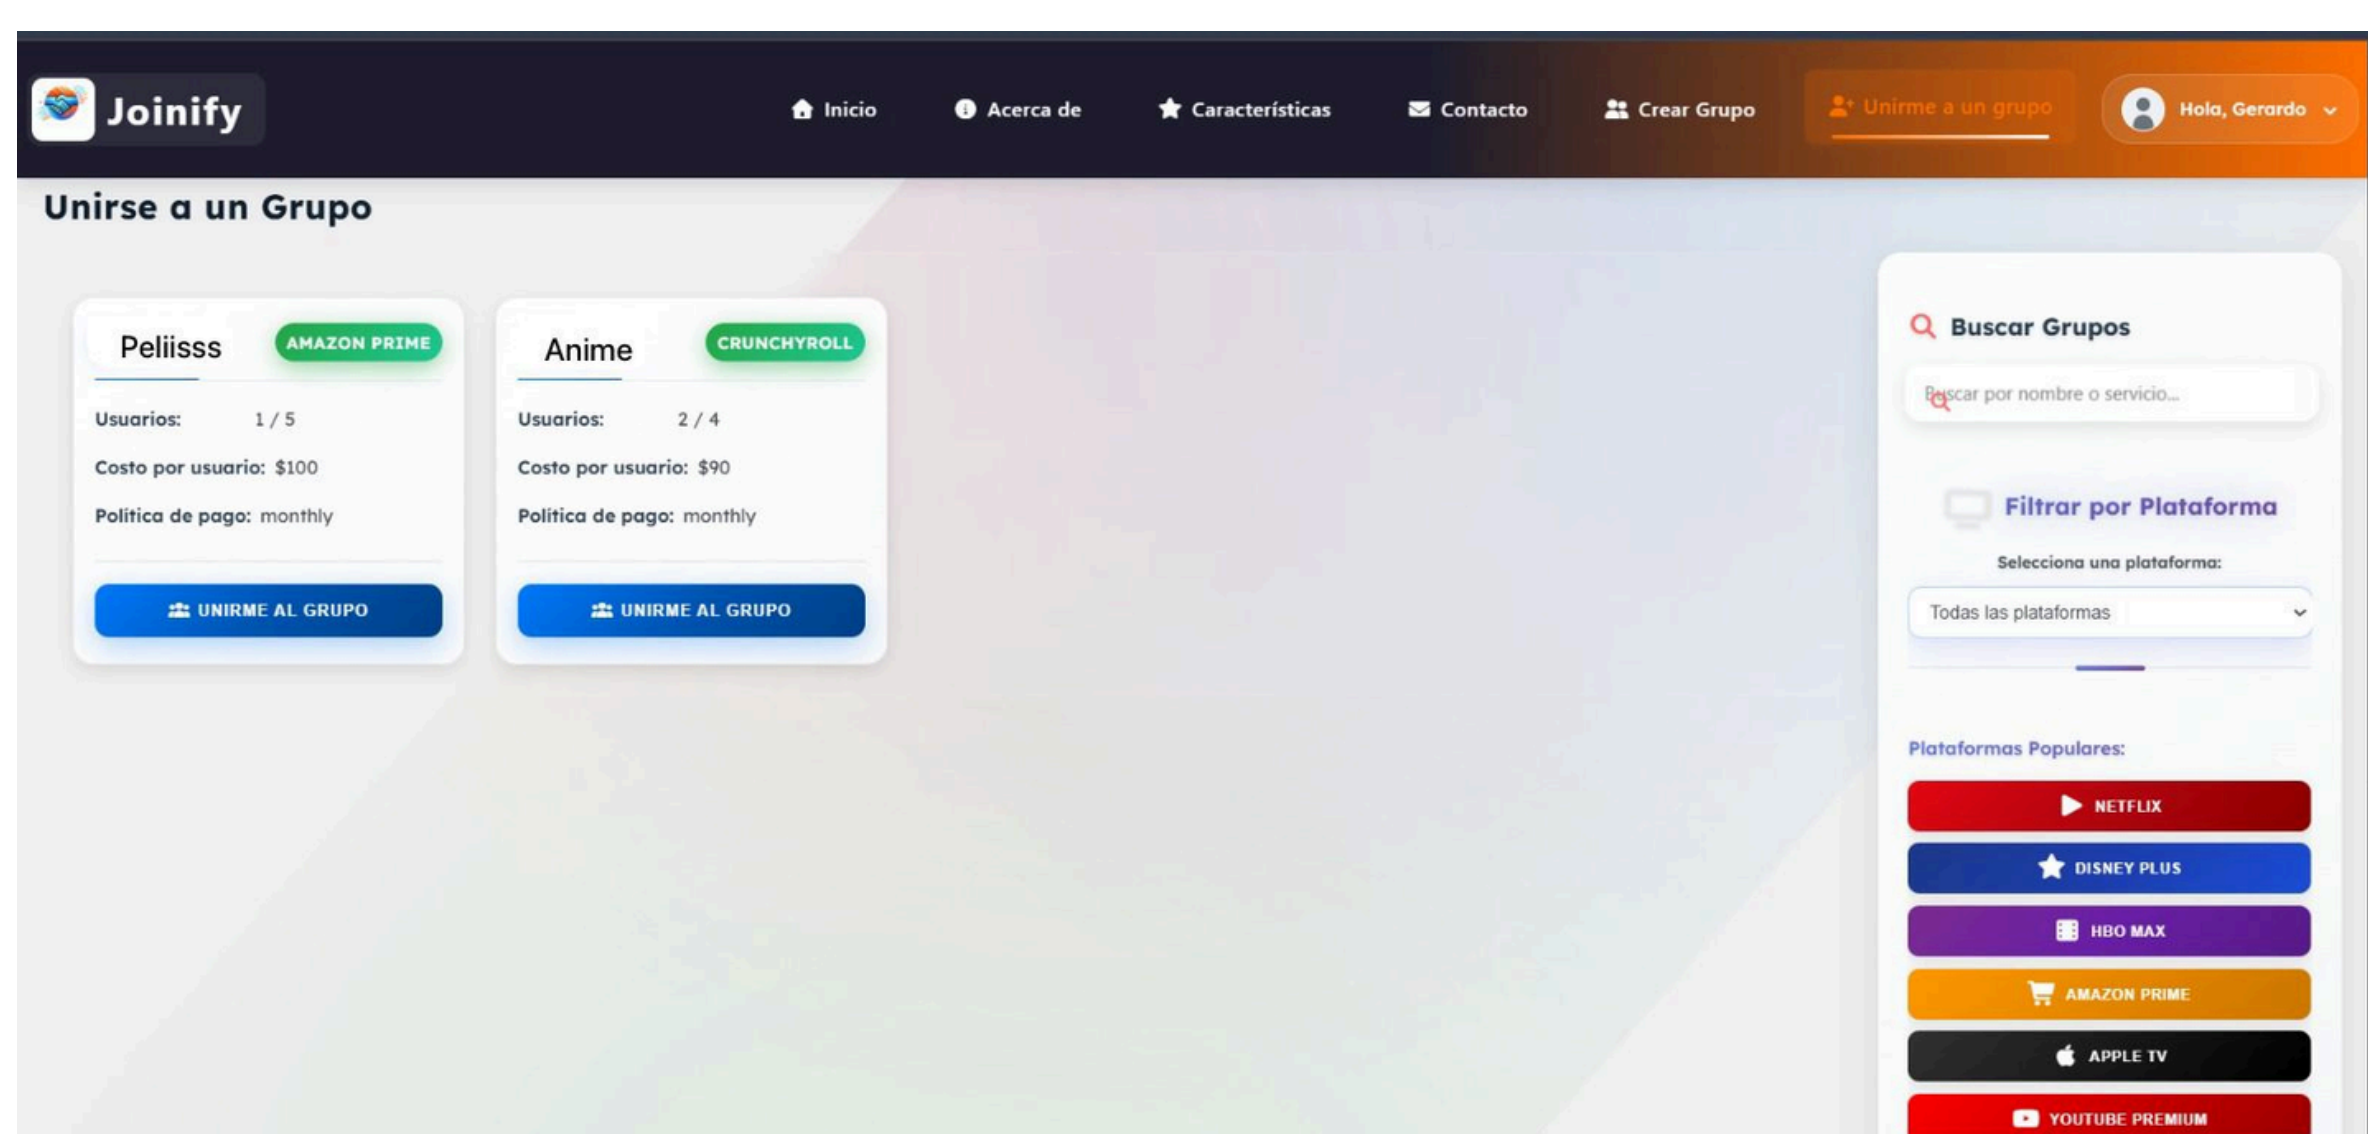 Joinify
Inicio
Acerca de
Características
Contacto
Crear Grupo
Unirme a un grupo
Hola, Gerardo
Unirse a un Grupo
Peliisss
AMAZON PRIME
Usuarios: 1 / 5
Costo por usuario: $100
Política de pago: monthly
UNIRME AL GRUPO
Anime
CRUNCHYROLL
Usuarios: 2 / 4
Costo por usuario: $90
Política de pago: monthly
UNIRME AL GRUPO
Buscar Grupos
Buscar por nombre o servicio...
Filtrar por Plataforma
Selecciona una plataforma:
Todas las plataformas
Plataformas Populares:
NETFLIX
DISNEY PLUS
HBO MAX
AMAZON PRIME
APPLE TV
YOUTUBE PREMIUM